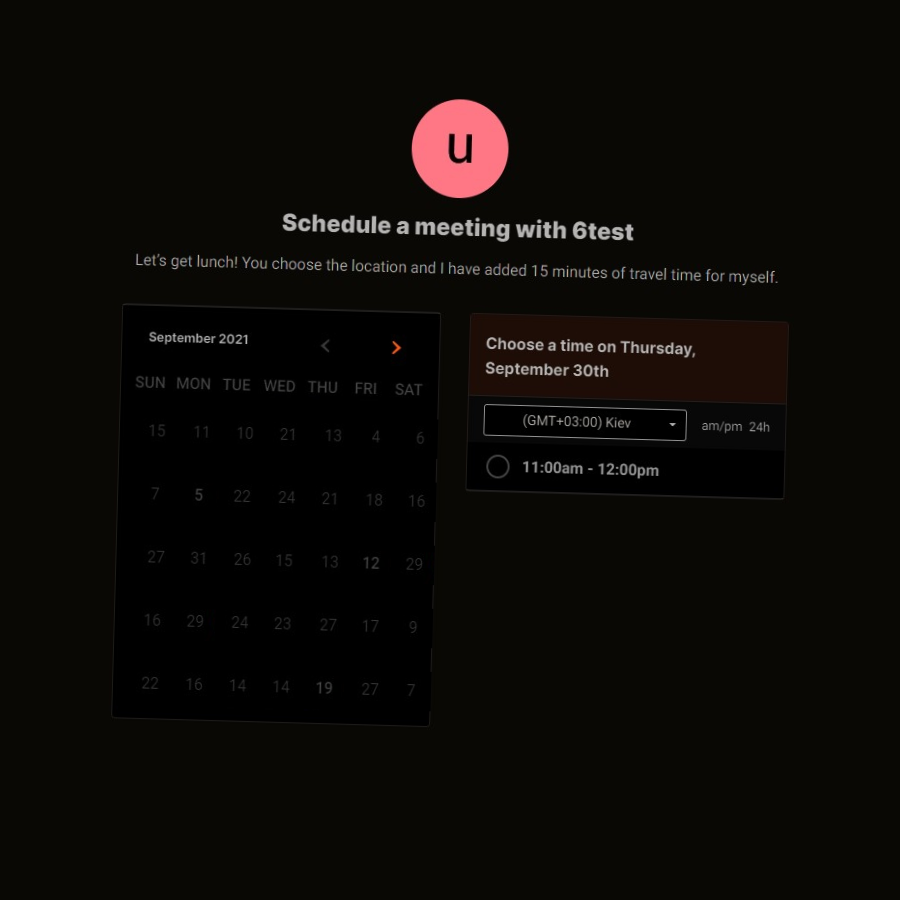 u
Schedule a meeting with 6test
Let's get lunch! You choose the location and I have added 15 minutes of travel time for myself.
September 2021
SUN MON TUE WED THU FRI SAT
15 11 10 21 13 4 6
7 5 22 24 21 18 16
27 31 26 15 13 12 29
16 29 24 23 27 17 9
22 16 14 14 19 27 7
Choose a time on Thursday,
September 30th
(GMT+03:00) Kiev
am/pm 24h
11:00am - 12:00pm